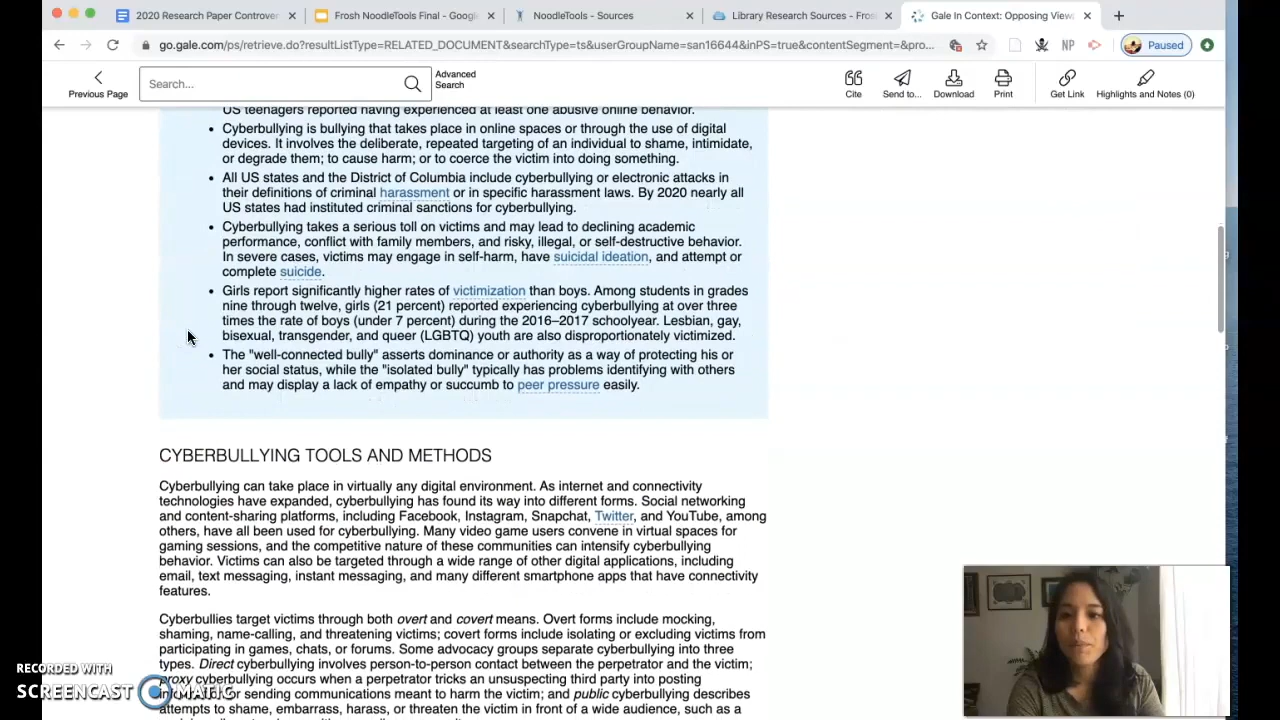 2020 Research Paper Controver
Frosh NoodleTools Final - Google
NoodleTools - Sources
Library Research Sources - Frosh
Gale In Context: Opposing Views
go.gale.com/ps/retrieve.do?resultListType=RELATED_DOCUMENT&searchType=ts&userGroupName=san16644&inPS=true&contentSegment=&pro...
NP
Paused
Previous Page
Search...
Advanced
Search
Cite
Send to...
Download
Print
Get Link
Highlights and Notes (0)
US teenagers reported having experienced at least one abusive online behavior.
• Cyberbullying is bullying that takes place in online spaces or through the use of digital
devices. It involves the deliberate, repeated targeting of an individual to shame, intimidate,
or degrade them; to cause harm; or to coerce the victim into doing something.
• All US states and the District of Columbia include cyberbullying or electronic attacks in
their definitions of criminal harassment or in specific harassment laws. By 2020 nearly all
US states had instituted criminal sanctions for cyberbullying.
• Cyberbullying takes a serious toll on victims and may lead to declining academic
performance, conflict with family members, and risky, illegal, or self-destructive behavior.
In severe cases, victims may engage in self-harm, have suicidal ideation, and attempt or
complete suicide.
• Girls report significantly higher rates of victimization than boys. Among students in grades
nine through twelve, girls (21 percent) reported experiencing cyberbullying at over three
times the rate of boys (under 7 percent) during the 2016–2017 schoolyear. Lesbian, gay,
bisexual, transgender, and queer (LGBTQ) youth are also disproportionately victimized.
• The "well-connected bully" asserts dominance or authority as a way of protecting his or
her social status, while the "isolated bully" typically has problems identifying with others
and may display a lack of empathy or succumb to peer pressure easily.
CYBERBULLYING TOOLS AND METHODS
Cyberbullying can take place in virtually any digital environment. As internet and connectivity
technologies have expanded, cyberbullying has found its way into different forms. Social networking
and content-sharing platforms, including Facebook, Instagram, Snapchat, Twitter, and YouTube, among
others, have all been used for cyberbullying. Many video game users convene in virtual spaces for
gaming sessions, and the competitive nature of these communities can intensify cyberbullying
behavior. Victims can also be targeted through a wide range of other digital applications, including
email, text messaging, instant messaging, and many different smartphone apps that have connectivity
features.
Cyberbullies target victims through both overt and covert means. Overt forms include mocking,
shaming, name-calling, and threatening victims; covert forms include isolating or excluding victims from
participating in games, chats, or forums. Some advocacy groups separate cyberbullying into three
types. Direct cyberbullying involves person-to-person contact between the perpetrator and the victim;
proxy cyberbullying occurs when a perpetrator tricks an unsuspecting third party into posting
or sending communications meant to harm the victim; and public cyberbullying describes
attempts to shame, embarrass, harass, or threaten the victim in front of a wide audience, such as a
RECORDED WITH
SCREENCAST MATIC